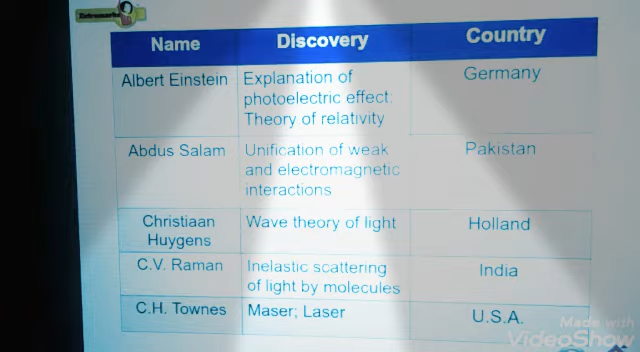 Extramarks
Name Discovery Country
Albert Einstein Explanation of Germany
photoelectric effect;
Theory of relativity
Abdus Salam Unification of weak Pakistan
and electromagnetic
interactions
Christiaan Wave theory of light Holland
Huygens
C.V. Raman Inelastic scattering India
of light by molecules
C.H. Townes Maser; Laser U.S.A.
Made with
VideoShow